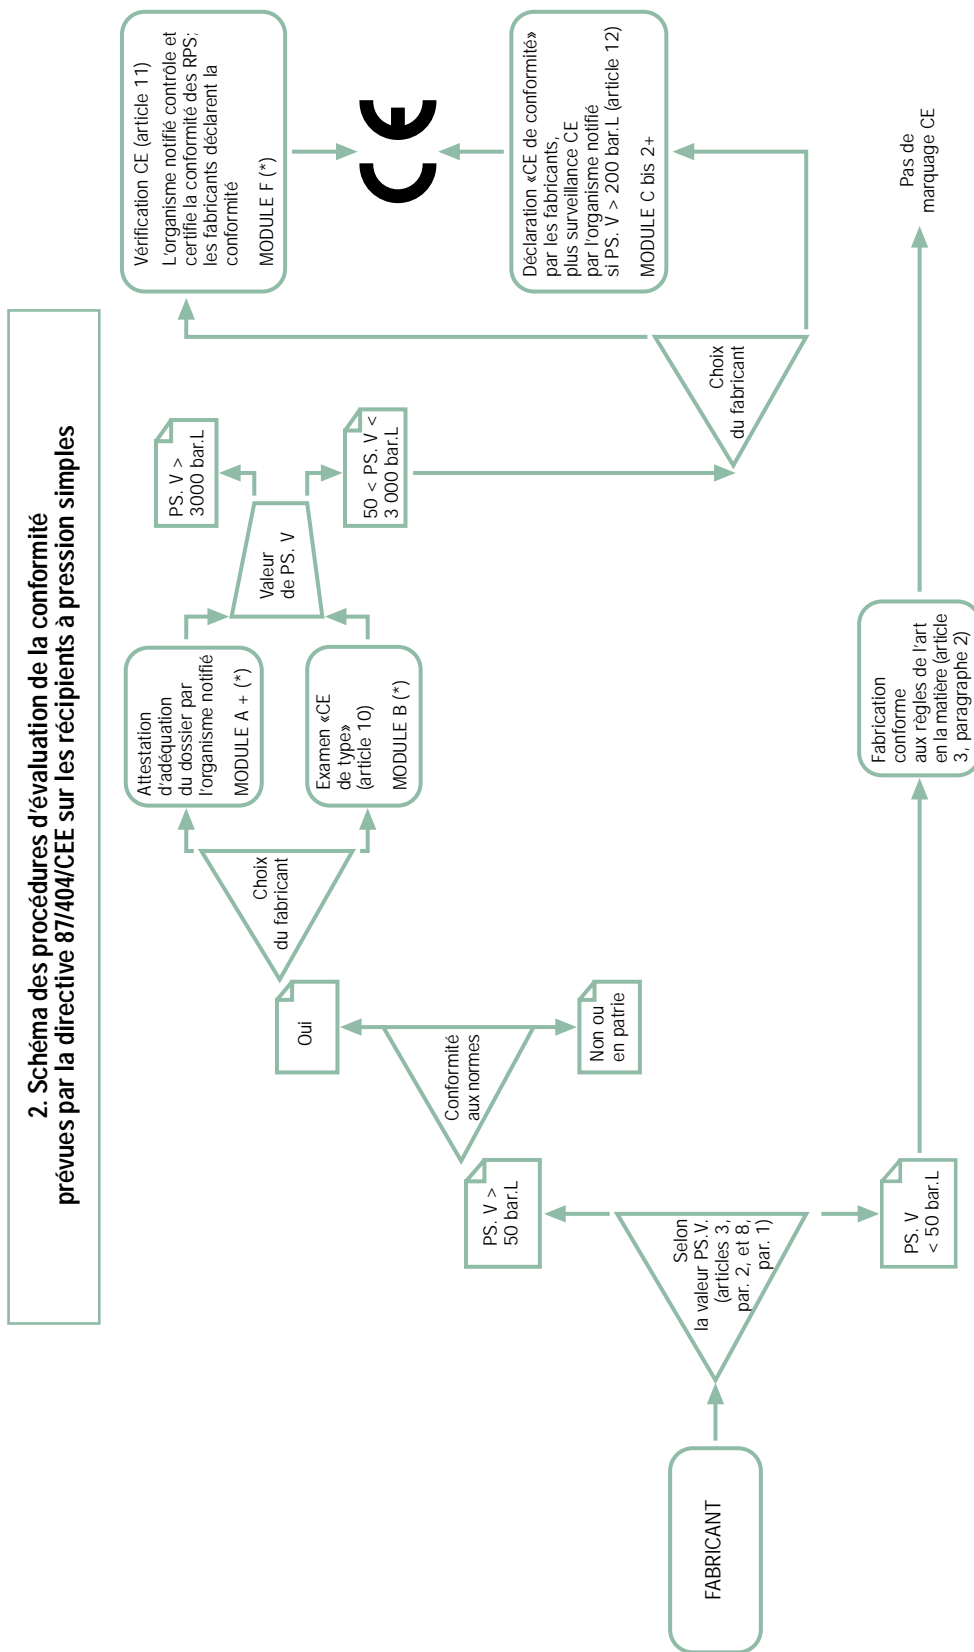 2. Schéma des procédures d'évaluation de la conformité
prévues par la directive 87/404/CEE sur les récipients à pression simples
FABRICANT
Selon
la valeur PS.V.
(articles 3,
par. 2, et 8,
par. 1)
PS. V >
50 bar.L
PS. V
< 50 bar.L
Conformité
aux normes
Oui
Non ou
en patrie
Choix
du fabricant
Attestation
d'adéquation
du dossier par
l'organisme notifié
MODULE A + (*)
Examen «CE
de type»
(article 10)
MODULE B (*)
Valeur
de PS. V
PS. V >
3000 bar.L
50 < PS. V <
3 000 bar.L
Choix
du fabricant
Vérification CE (article 11)
L'organisme notifié contrôle et
certifie la conformité des RPS;
les fabricants déclarent la
conformité
MODULE F (*)
CE
Déclaration «CE de conformité»
par les fabricants,
plus surveillance CE
par l'organisme notifié
si PS. V > 200 bar.L (article 12)
MODULE C bis 2+
Fabrication
conforme
aux règles de l'art
en la matière (article
3, paragraphe 2)
Pas de
marquage CE